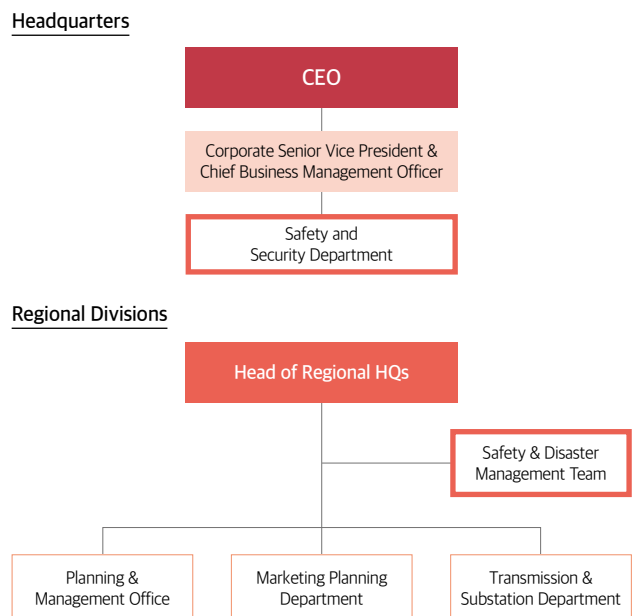 Headquarters
CEO
Corporate Senior Vice President &
Chief Business Management Officer
Safety and
Security Department
Regional Divisions
Head of Regional HQs
Safety & Disaster
Management Team
Planning &
Management Office
Marketing Planning
Department
Transmission &
Substation Department